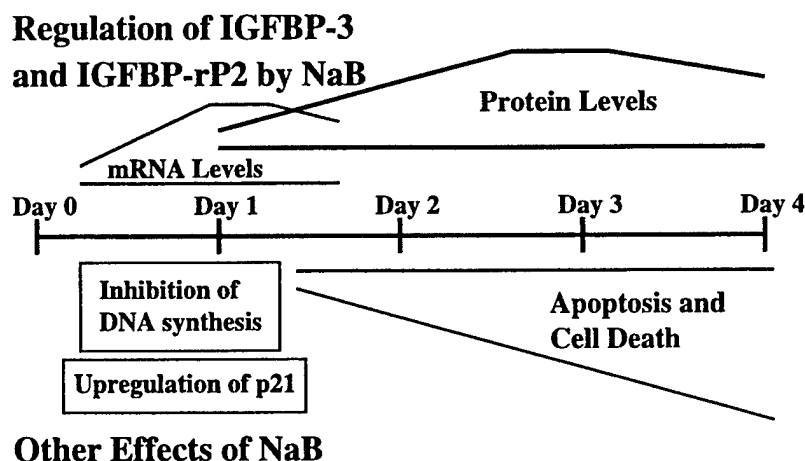 Regulation of IGFBP-3
and IGFBP-rP2 by NaB
Protein Levels
mRNA Levels
Day 0 Day 1 Day 2 Day 3 Day 4
Inhibition of
DNA synthesis
Apoptosis and
Cell Death
Upregulation of p21
Other Effects of NaB